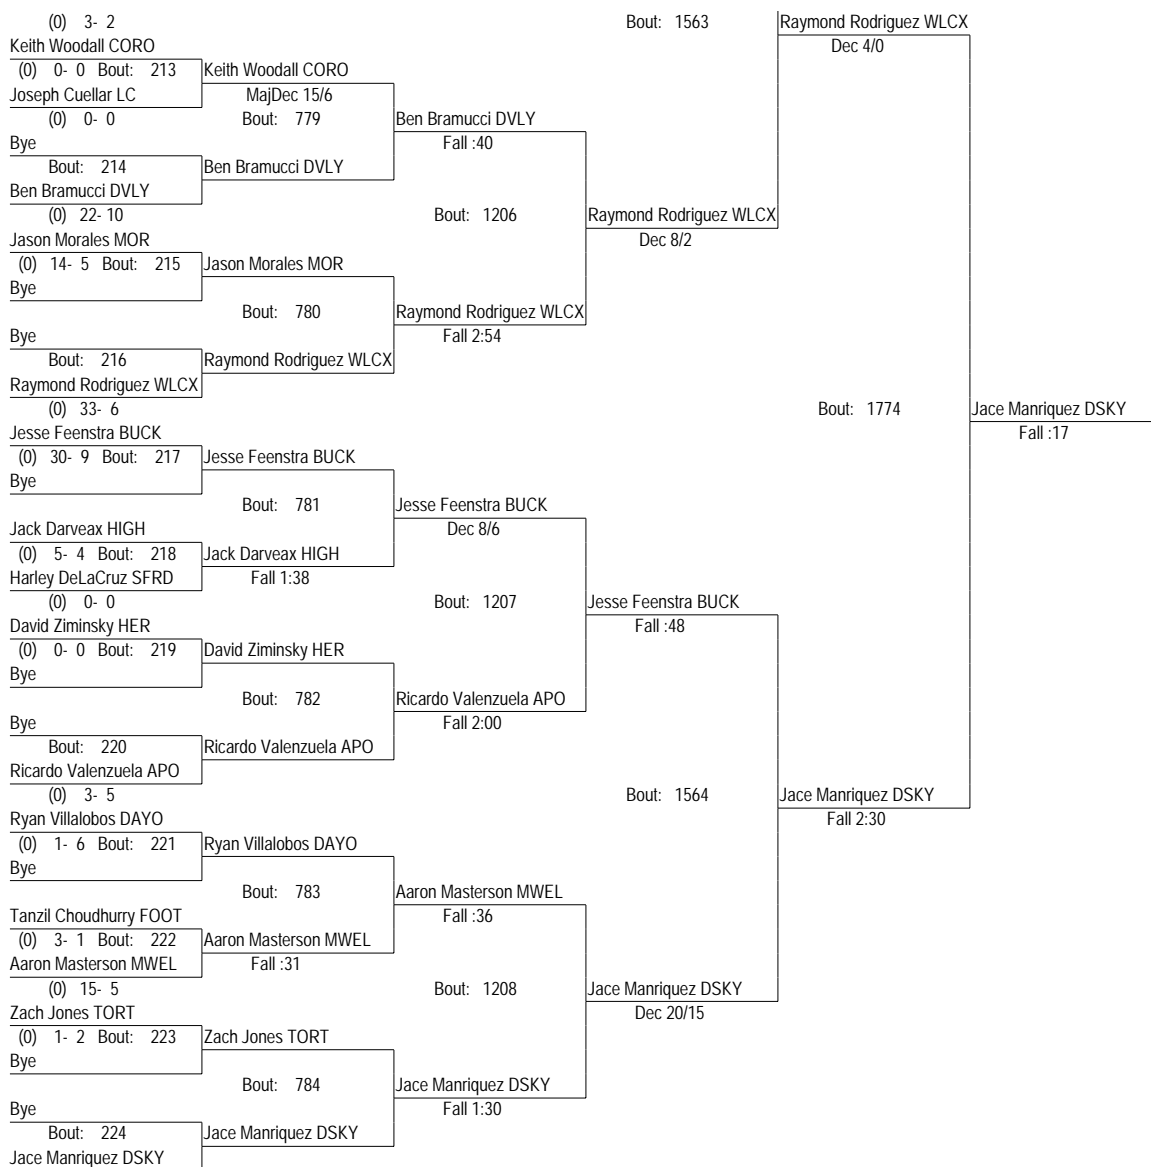 (0) 3- 2 Bout: 1563 Raymond Rodriguez WLCX
Keith Woodall CORO Dec 4/0
(0) 0- 0 Bout: 213 Keith Woodall CORO
Joseph Cuellar LC MajDec 15/6
(0) 0- 0 Bout: 779 Ben Bramucci DVLY
Bye Fall :40
Bout: 214 Ben Bramucci DVLY
Ben Bramucci DVLY
(0) 22- 10 Bout: 1206 Raymond Rodriguez WLCX
Jason Morales MOR Dec 8/2
(0) 14- 5 Bout: 215 Jason Morales MOR
Bye
Bout: 780 Raymond Rodriguez WLCX
Bye Fall 2:54
Bout: 216 Raymond Rodriguez WLCX
Raymond Rodriguez WLCX
(0) 33- 6 Bout: 1774 Jace Manriquez DSKY
Jesse Feenstra BUCK Fall :17
(0) 30- 9 Bout: 217 Jesse Feenstra BUCK
Bye
Bout: 781 Jesse Feenstra BUCK
Jack Darveax HIGH Dec 8/6
(0) 5- 4 Bout: 218 Jack Darveax HIGH
Harley DeLaCruz SFRD Fall 1:38
(0) 0- 0 Bout: 1207 Jesse Feenstra BUCK
David Ziminsky HER Fall :48
(0) 0- 0 Bout: 219 David Ziminsky HER
Bye
Bout: 782 Ricardo Valenzuela APO
Bye Fall 2:00
Bout: 220 Ricardo Valenzuela APO
Ricardo Valenzuela APO
(0) 3- 5 Bout: 1564 Jace Manriquez DSKY
Ryan Villalobos DAYO Fall 2:30
(0) 1- 6 Bout: 221 Ryan Villalobos DAYO
Bye
Bout: 783 Aaron Masterson MWEL
Tanzil Choudhurry FOOT Fall :36
(0) 3- 1 Bout: 222 Aaron Masterson MWEL
Aaron Masterson MWEL Fall :31
(0) 15- 5 Bout: 1208 Jace Manriquez DSKY
Zach Jones TORT Dec 20/15
(0) 1- 2 Bout: 223 Zach Jones TORT
Bye
Bout: 784 Jace Manriquez DSKY
Bye Fall 1:30
Bout: 224 Jace Manriquez DSKY
Jace Manriquez DSKY